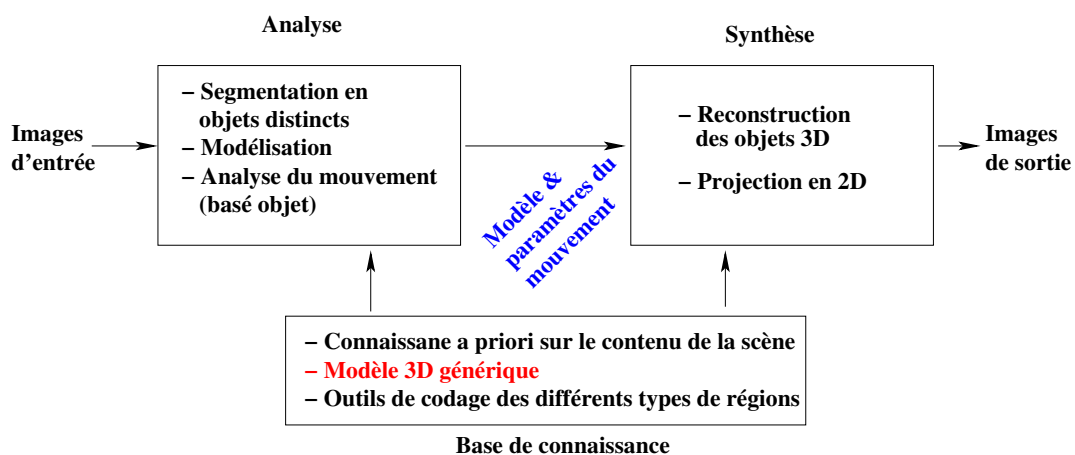 Analyse
Synthèse
Images
d'entrée
– Segmentation en
objets distincts
– Modélisation
– Analyse du mouvement
(basé objet)
Modèle &
paramètres du
mouvement
– Reconstruction
des objets 3D
– Projection en 2D
Images
de sortie
– Connaissane a priori sur le contenu de la scène
– Modèle 3D générique
– Outils de codage des différents types de régions
Base de connaissance